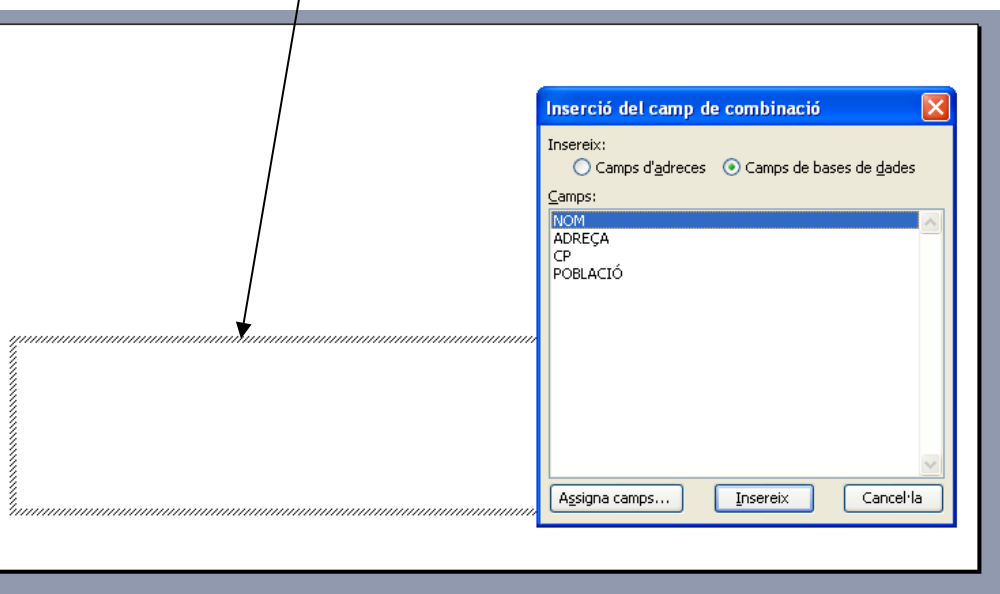 Inserció del camp de combinació
Insereix:
Camps d'adreces Camps de bases de dades
Camps:
NOM
ADREÇA
CP
POBLACIÓ
Assigna camps... Insereix Cancel·la